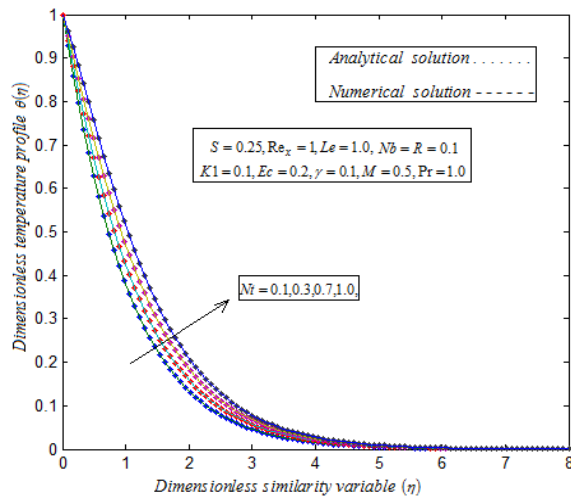 Analytical solution . . . . . . .
Numerical solution - - - - - -
S = 0.25, Reₓ = 1, Le = 1.0, Nb = R = 0.1
K1 = 0.1, Ec = 0.2, γ = 0.1, M = 0.5, Pr = 1.0
Nt = 0.1,0.3,0.7,1.0,
Dimensionless temperature profile θ(η)
1
0.9
0.8
0.7
0.6
0.5
0.4
0.3
0.2
0.1
0
0 1 2 3 4 5 6 7 8
Dimensionless similarity variable (η)